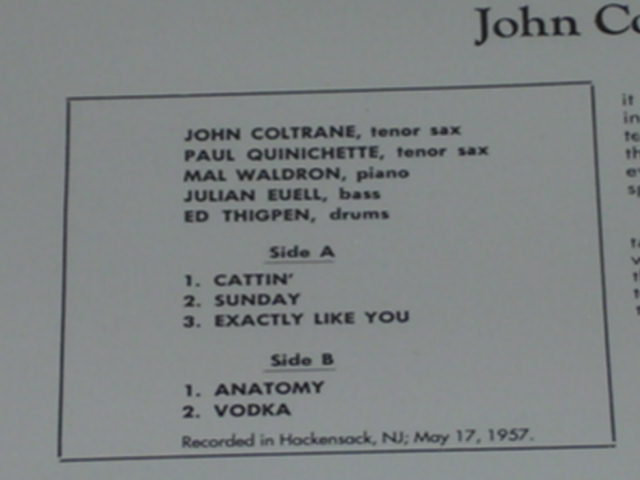 John Co
JOHN COLTRANE, tenor sax
PAUL QUINICHETTE, tenor sax
MAL WALDRON, piano
JULIAN EUELL, bass
ED THIGPEN, drums
Side A
1. CATTIN'
2. SUNDAY
3. EXACTLY LIKE YOU
Side B
1. ANATOMY
2. VODKA
Recorded in Hackensack, NJ; May 17, 1957.
it
in